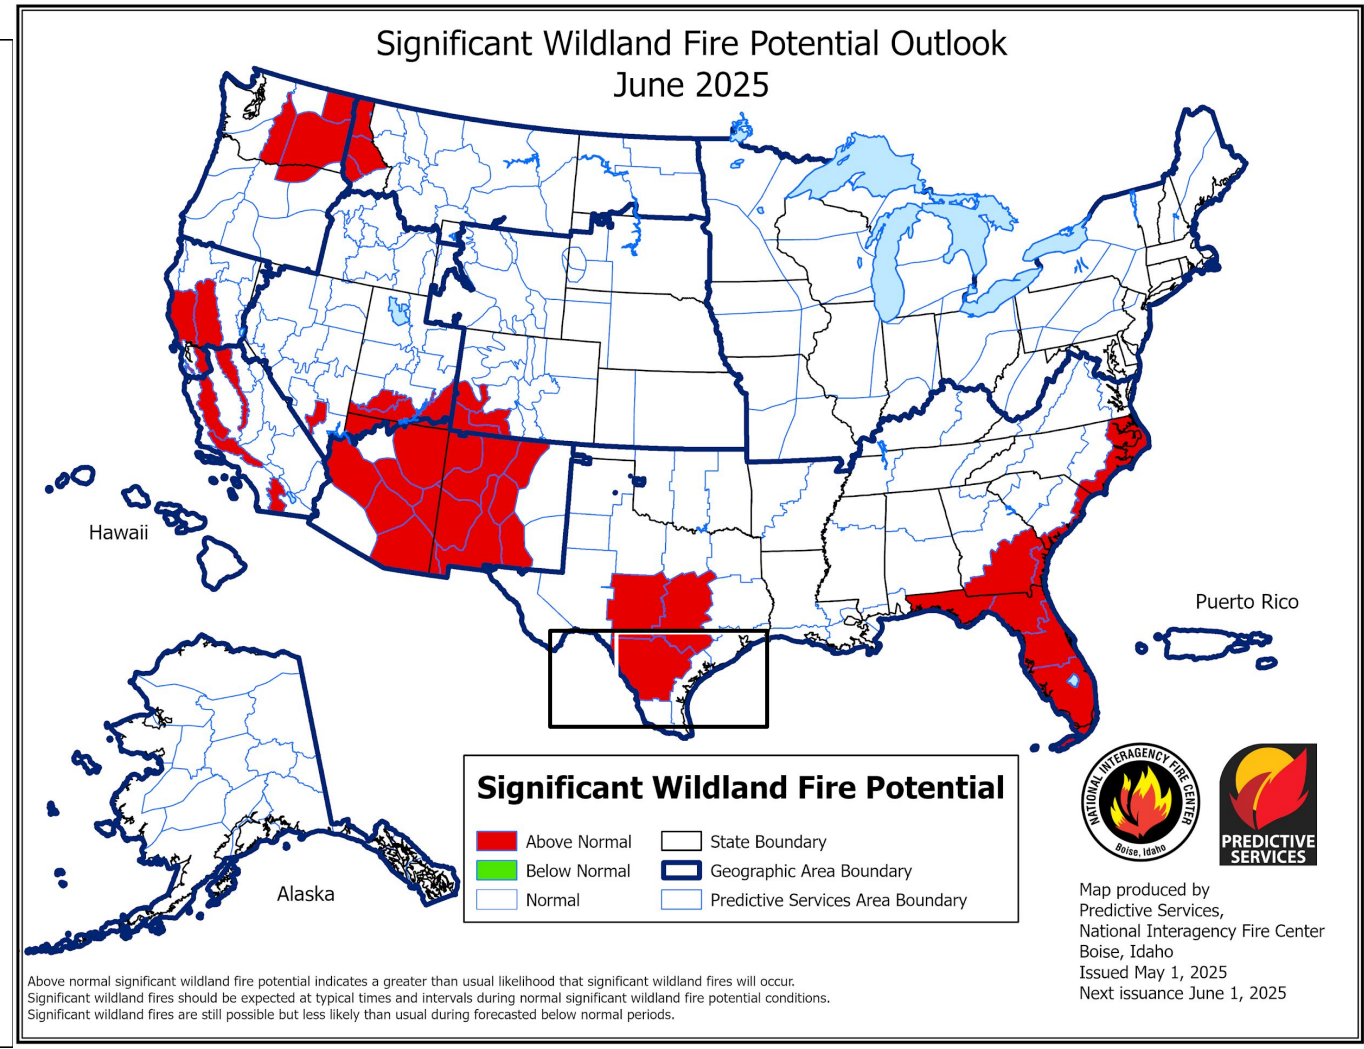 Significant Wildland Fire Potential Outlook
June 2025
Hawaii
Puerto Rico
Alaska
Significant Wildland Fire Potential
Above Normal
State Boundary
Below Normal
Geographic Area Boundary
Normal
Predictive Services Area Boundary
NATIONAL INTERAGENCY FIRE CENTER
Boise, Idaho
PREDICTIVE
SERVICES
Map produced by
Predictive Services,
National Interagency Fire Center
Boise, Idaho
Issued May 1, 2025
Next issuance June 1, 2025
Above normal significant wildland fire potential indicates a greater than usual likelihood that significant wildland fires will occur.
Significant wildland fires should be expected at typical times and intervals during normal significant wildland fire potential conditions.
Significant wildland fires are still possible but less likely than usual during forecasted below normal periods.